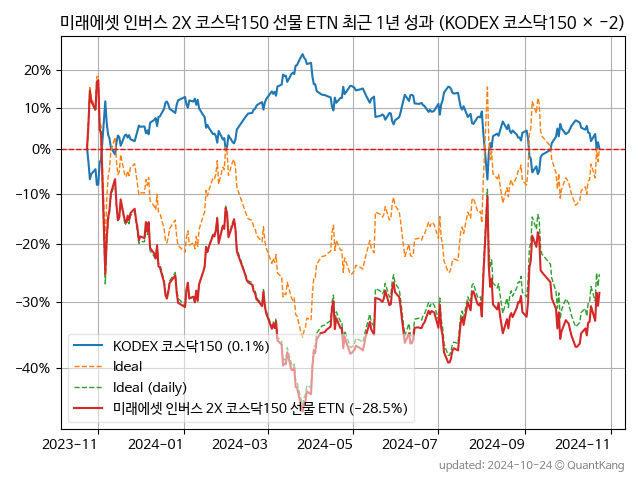 미래에셋 인버스 2X 코스닥150 선물 ETN 최근 1년 성과 (KODEX 코스닥150 × −2)
20%
10%
0%
−10%
−20%
−30%
−40%
KODEX 코스닥150 (0.1%)
Ideal
Ideal (daily)
미래에셋 인버스 2X 코스닥150 선물 ETN (−28.5%)
2023−11 2024−01 2024−03 2024−05 2024−07 2024−09 2024−11
updated: 2024-10-24 © QuantKang